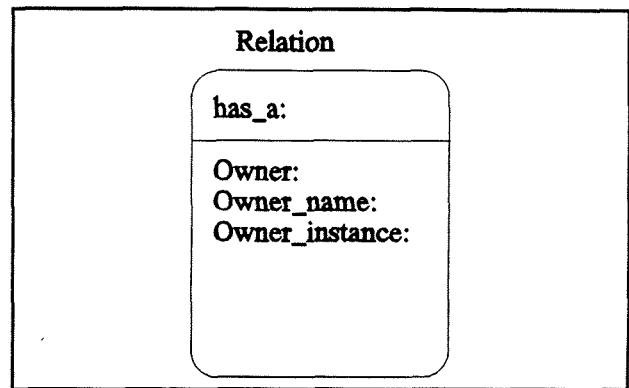 Relation
has_a:
Owner:
Owner_name:
Owner_instance: